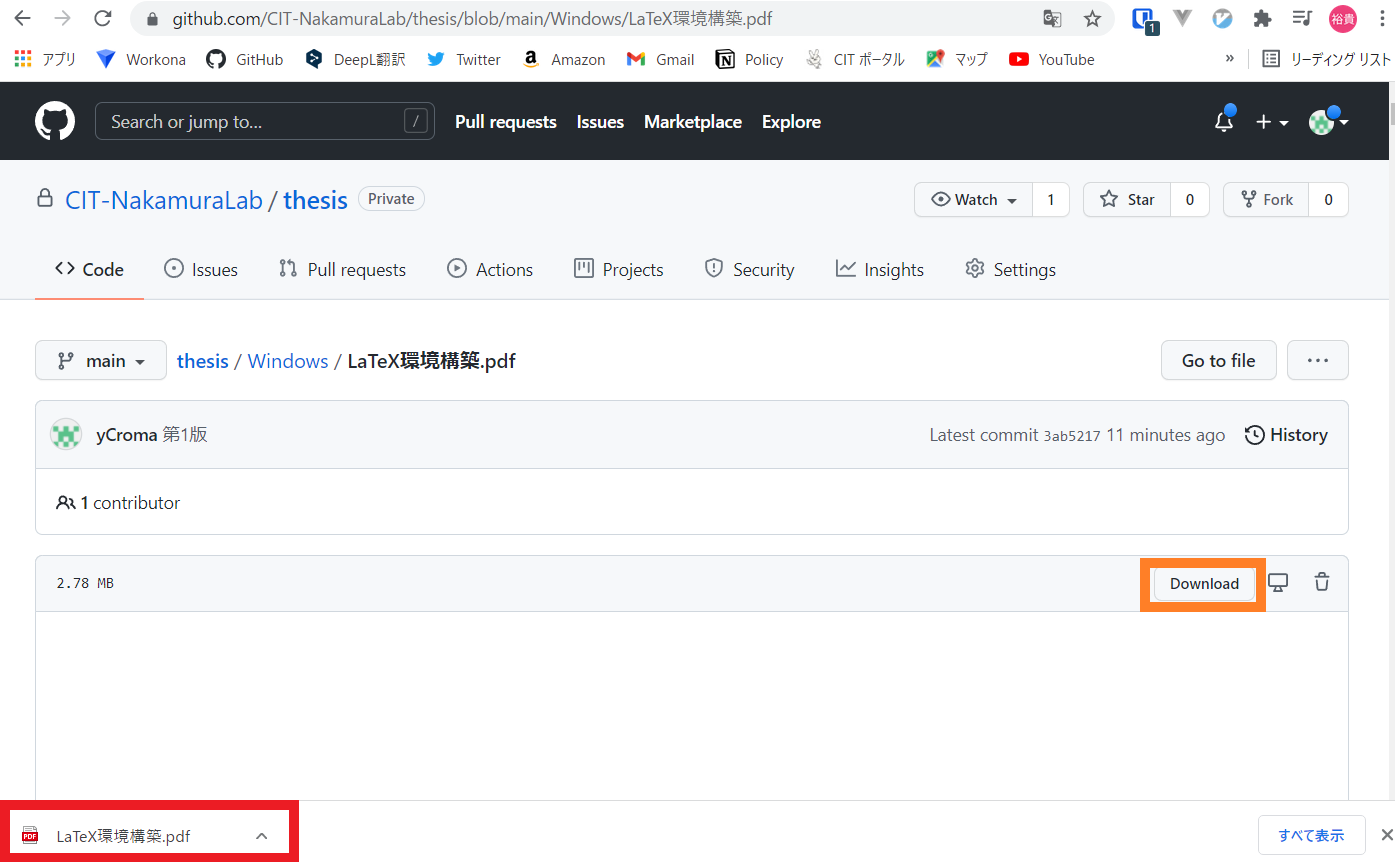 github.com/CIT-NakamuraLab/thesis/blob/main/Windows/LaTeX環境構築.pdf
1
裕貴
アプリ Workona GitHub DeepL翻訳 Twitter Amazon Gmail Policy CIT ポータル マップ YouTube » リーディング リスト
Search or jump to... / Pull requests Issues Marketplace Explore
CIT-NakamuraLab / thesis Private Watch 1 Star 0 Fork 0
Code Issues Pull requests Actions Projects Security Insights Settings
main thesis / Windows / LaTeX環境構築.pdf Go to file ...
yCroma 第1版 Latest commit 3ab5217 11 minutes ago History
1 contributor
2.78 MB Download
PDF LaTeX環境構築.pdf すべて表示